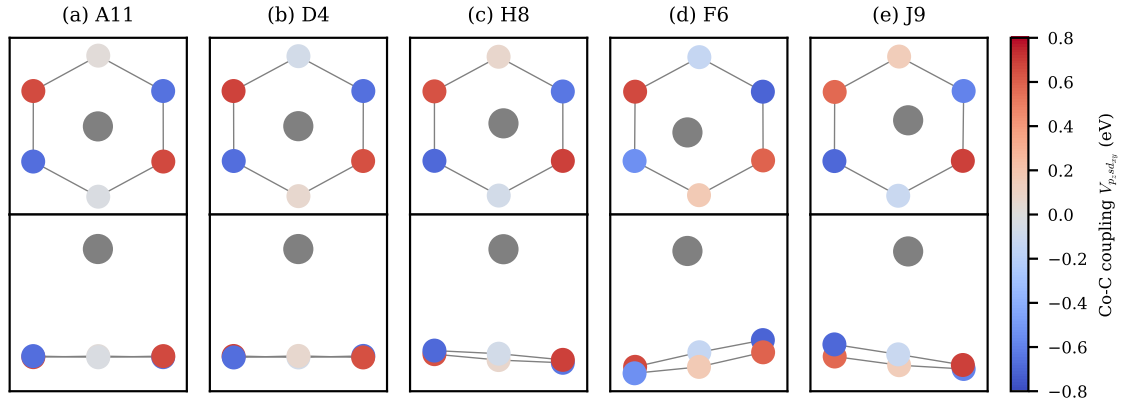 (a) A11
(b) D4
(c) H8
(d) F6
(e) J9
0.8
0.6
0.4
0.2
0.0
−0.2
−0.4
−0.6
−0.8
Co-C coupling V_{p_z sd_{xy}} (eV)